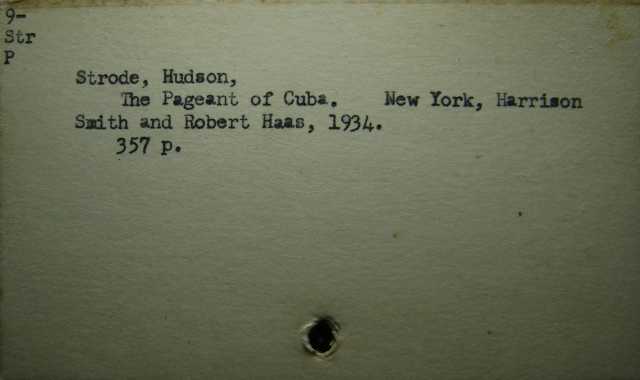 9-
Str
P
Strode, Hudson,
The Pageant of Cuba. New York, Harrison
Smith and Robert Haas, 1934.
357 p.